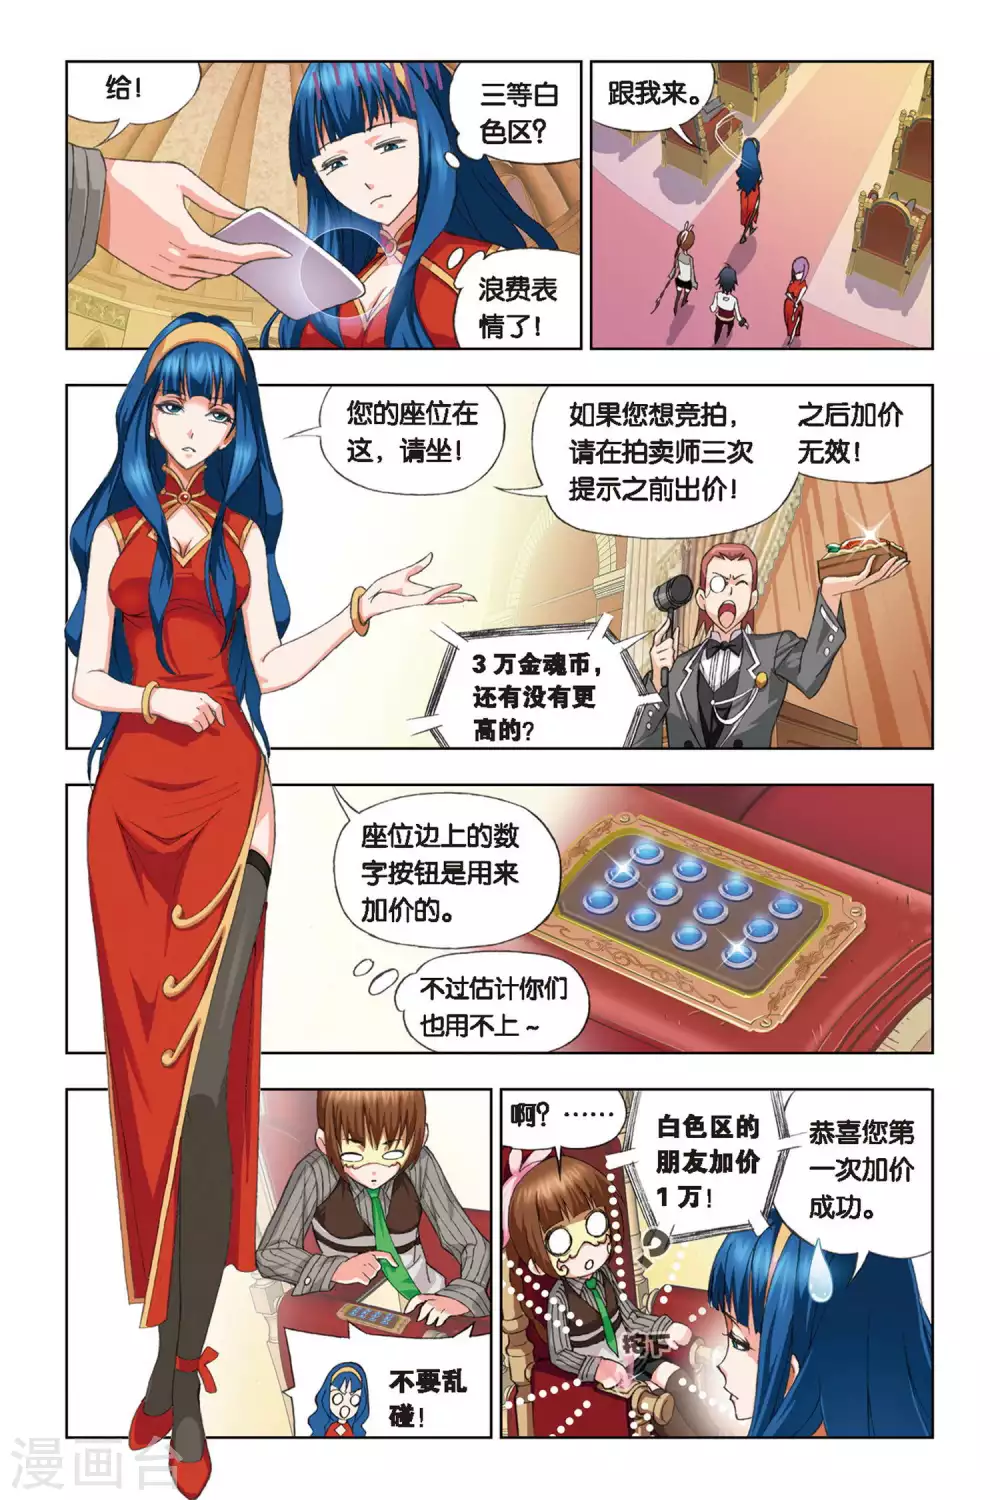 给！
三等白
色区？
浪费表
情了！
跟我来。
您的座位在
这，请坐！
如果您想竞拍，
请在拍卖师三次
提示之前出价！
之后加价
无效！
3万金魂币，
还有没有更
高的？
座位边上的数
字按钮是用来
加价的。
不过估计你们
也用不上~
不要乱
碰！
啊？……
按下
白色区的
朋友加价
1万！
恭喜您第
一次加价
成功。
漫画台